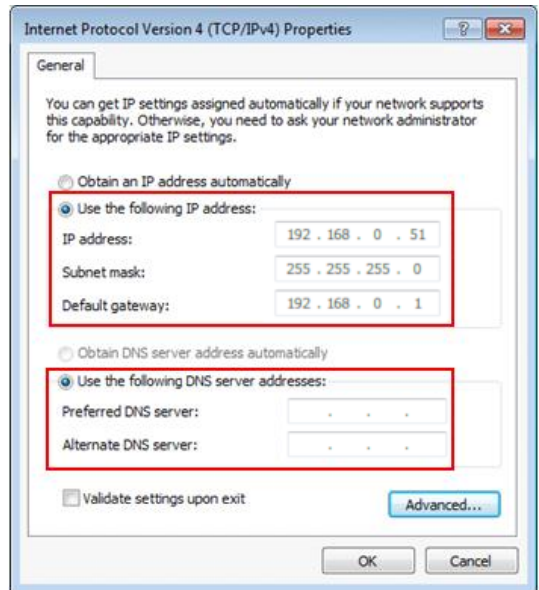 Internet Protocol Version 4 (TCP/IPv4) Properties
General
You can get IP settings assigned automatically if your network supports
this capability. Otherwise, you need to ask your network administrator
for the appropriate IP settings.
Obtain an IP address automatically
Use the following IP address:
IP address: 192 . 168 . 0 . 51
Subnet mask: 255 . 255 . 255 . 0
Default gateway: 192 . 168 . 0 . 1
Obtain DNS server address automatically
Use the following DNS server addresses:
Preferred DNS server: . . .
Alternate DNS server: . . .
Validate settings upon exit
Advanced...
OK Cancel